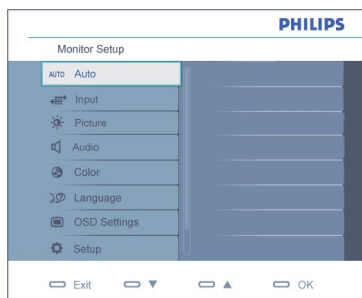 PHILIPS
Monitor Setup
AUTO Auto
Input
Picture
Audio
Color
Language
OSD Settings
Setup
Exit ▼ ▲ OK